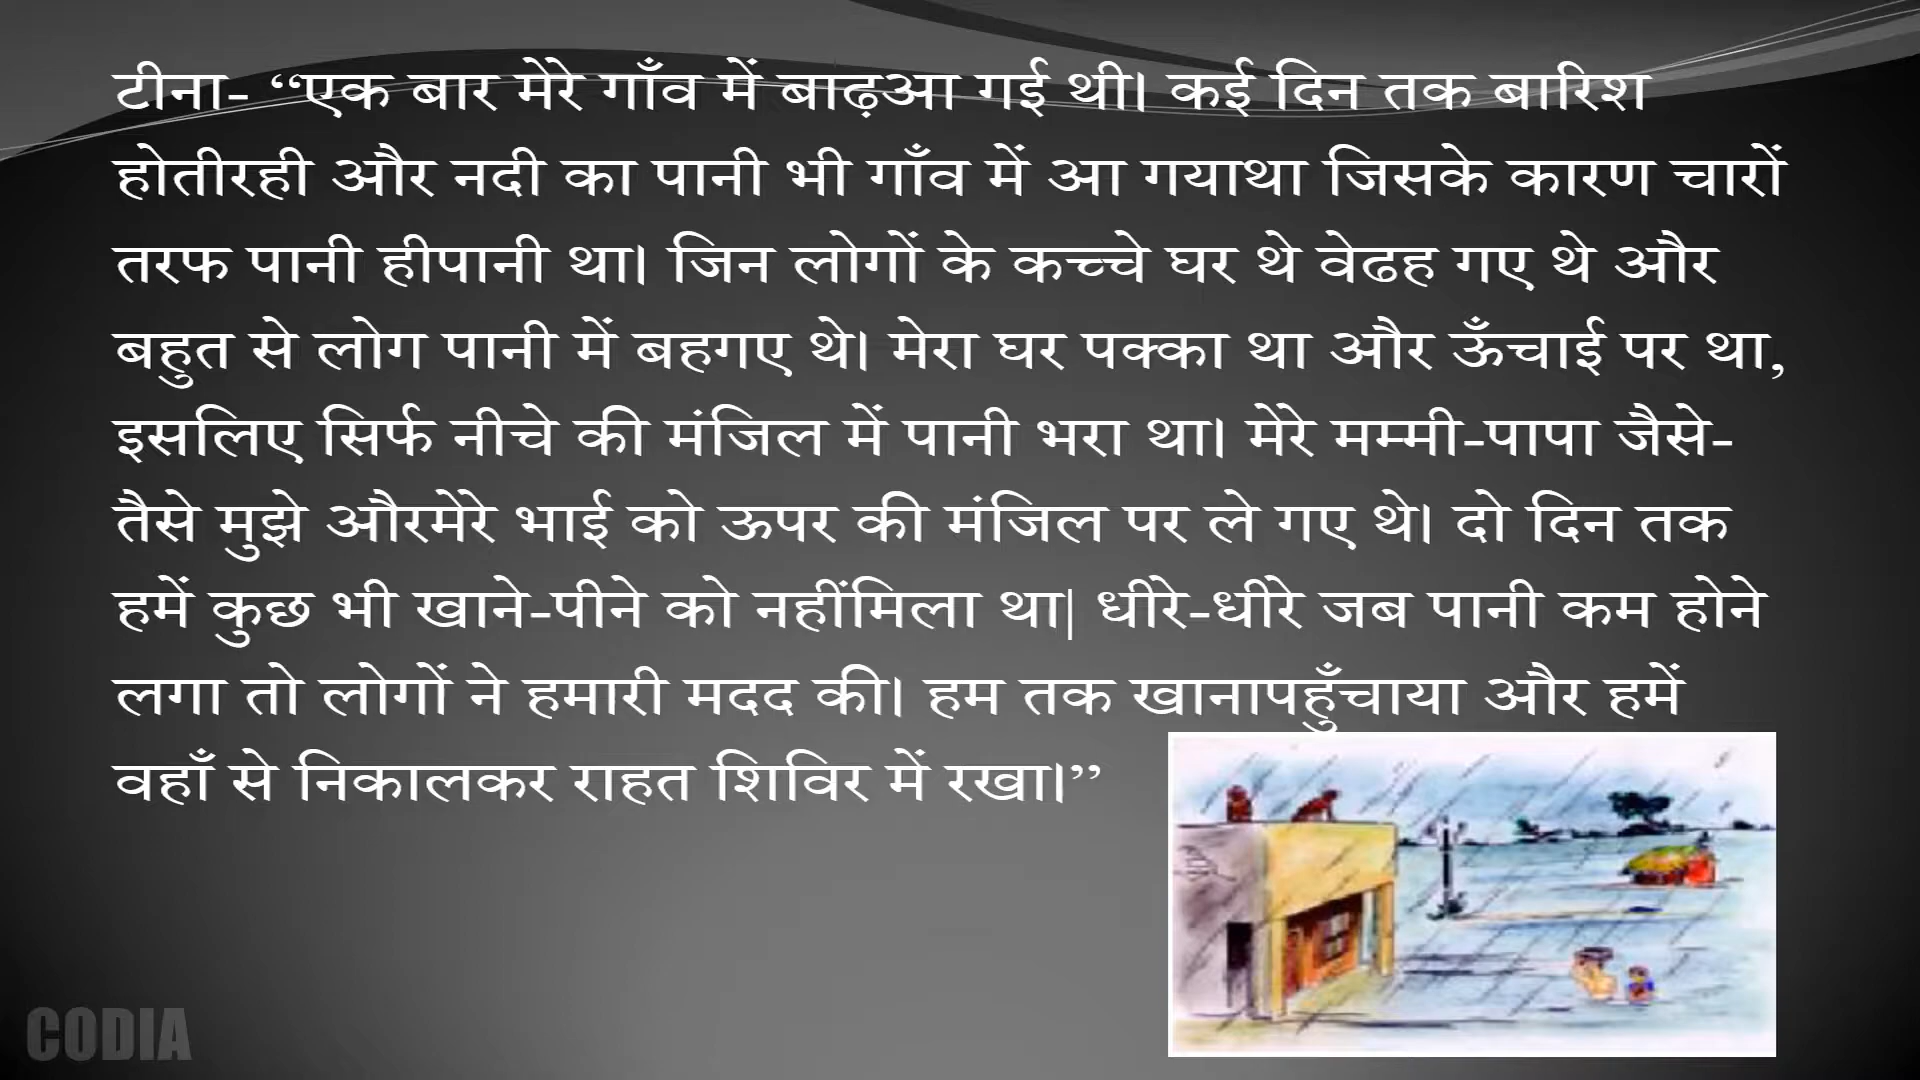 टीना- “एक बार मेरे गाँव में बाढ़आ गई थी। कई दिन तक बारिश
होतीरही और नदी का पानी भी गाँव में आ गयाथा जिसके कारण चारों
तरफ पानी हीपानी था। जिन लोगों के कच्चे घर थे वेढह गए थे और
बहुत से लोग पानी में बहगए थे। मेरा घर पक्का था और ऊँचाई पर था,
इसलिए सिर्फ नीचे की मंजिल में पानी भरा था। मेरे मम्मी-पापा जैसे-
तैसे मुझे औरमेरे भाई को ऊपर की मंजिल पर ले गए थे। दो दिन तक
हमें कुछ भी खाने-पीने को नहींमिला था| धीरे-धीरे जब पानी कम होने
लगा तो लोगों ने हमारी मदद की। हम तक खानापहुँचाया और हमें
वहाँ से निकालकर राहत शिविर में रखा।”
CODIA